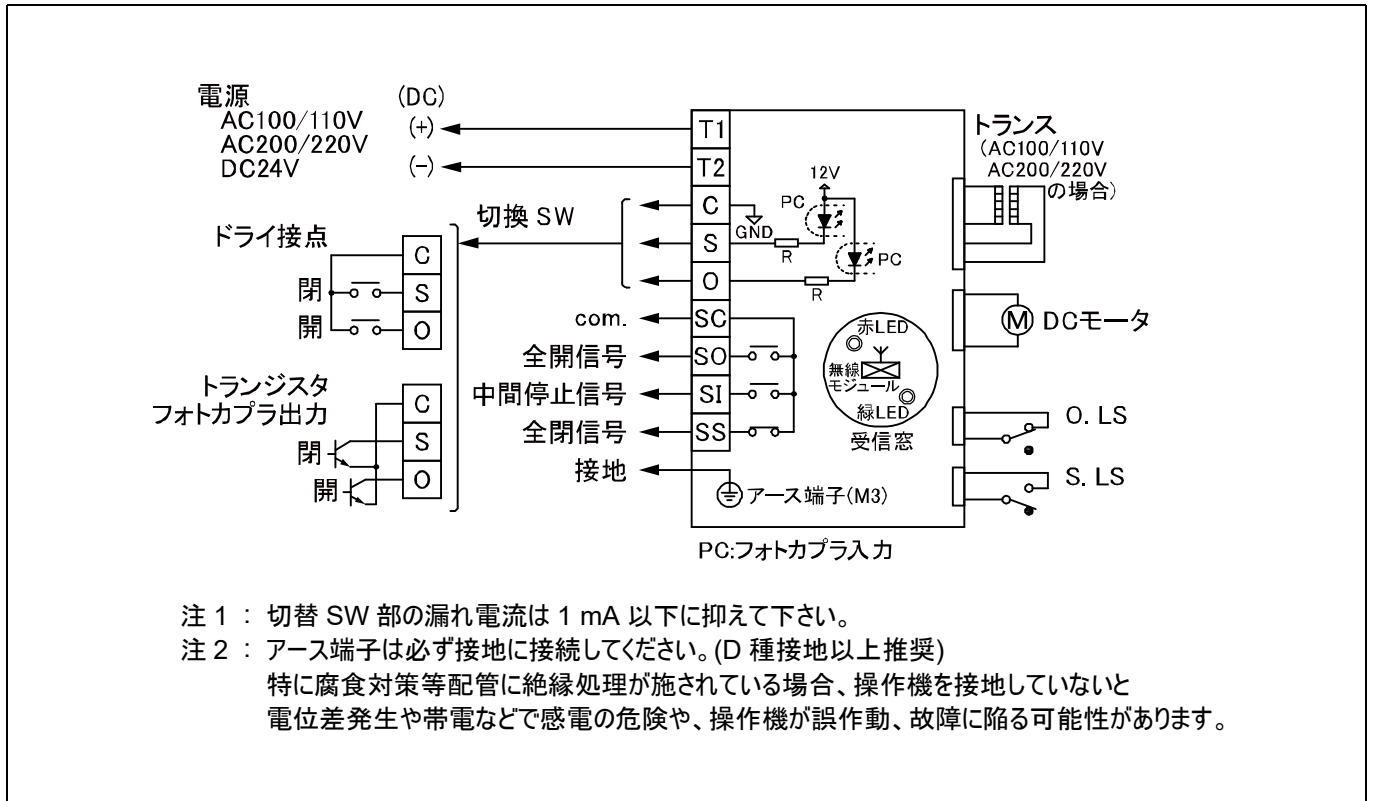 電源
AC100/110V
AC200/220V
DC24V
(DC)
(+)
(-)
切換 SW
ドライ接点
閉
開
C
S
O
トランジスタ
フォトカプラ出力
閉
開
C
S
O
com.
全開信号
中間停止信号
全閉信号
接地
T1
T2
C
S
O
SC
SO
SI
SS
GND
12V
PC
PC
R
R
赤LED
無線
モジュール
緑LED
受信窓
アース端子(M3)
トランス
(AC100/110V
AC200/220V
の場合)
M
DCモータ
O. LS
S. LS
PC:フォトカプラ入力
注 1 : 切替 SW 部の漏れ電流は 1 mA 以下に抑えて下さい。
注 2 : アース端子は必ず接地に接続してください。(D 種接地以上推奨)
特に腐食対策等配管に絶縁処理が施されている場合、操作機を接地していないと
電位差発生や帯電などで感電の危険や、操作機が誤作動、故障に陥る可能性があります。